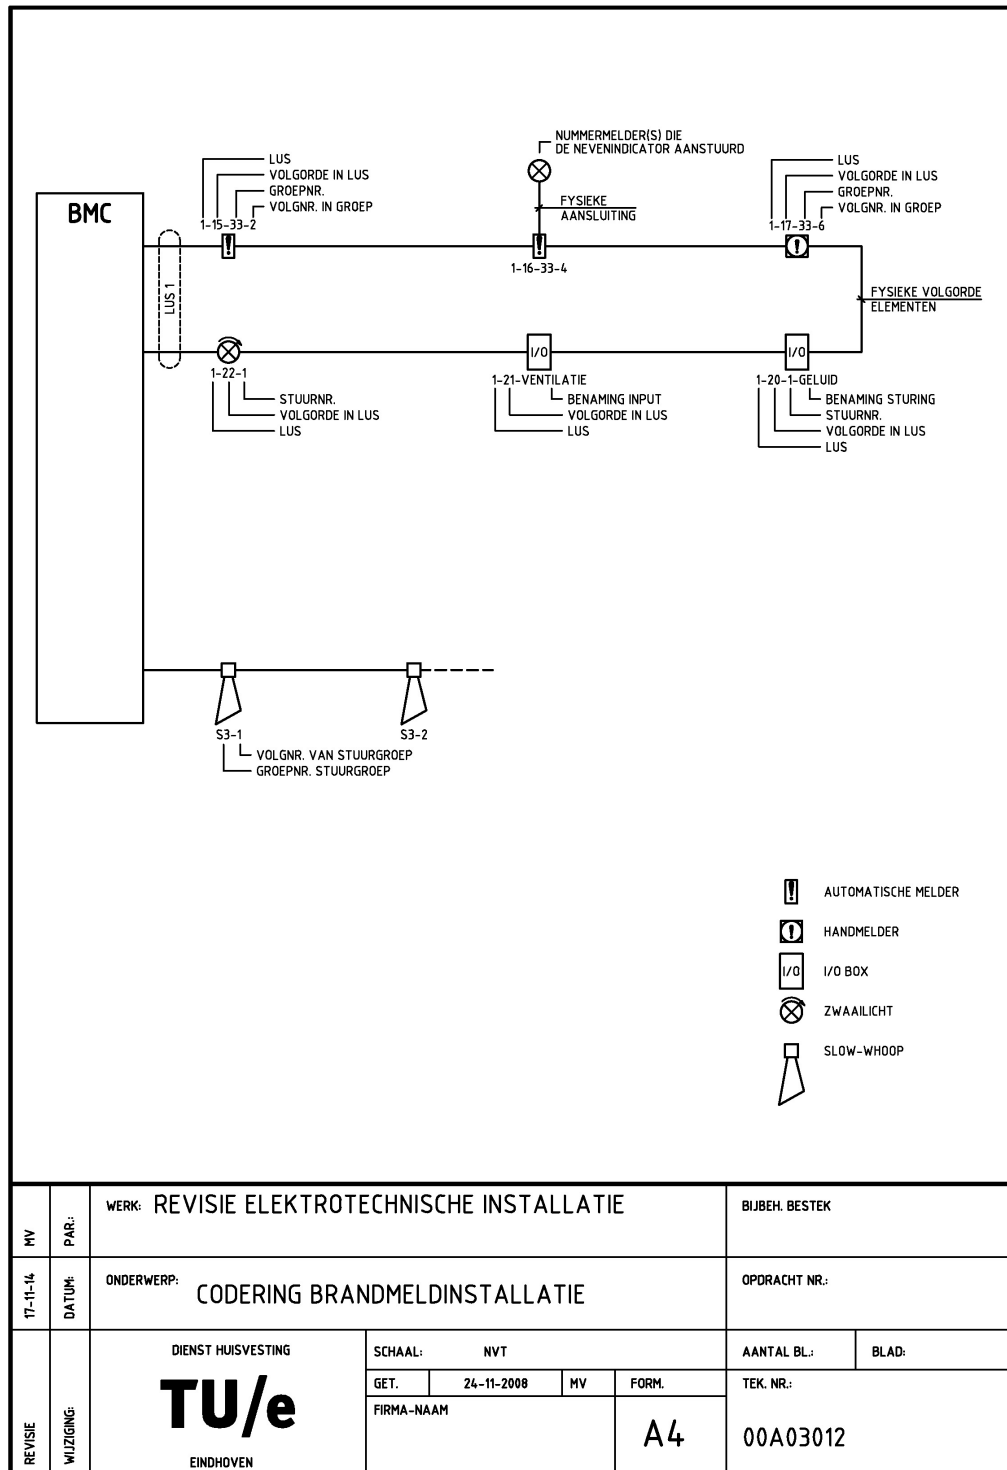 NUMMERMELDER(S) DIE
DE NEVENINDICATOR AANSTUURD
LUS
VOLGORDE IN LUS
GROEPNR.
VOLGNR. IN GROEP
1-15-33-2
FYSIEKE
AANSLUITING
LUS
VOLGORDE IN LUS
GROEPNR.
VOLGNR. IN GROEP
1-17-33-6
BMC
1-16-33-4
LUS 1
FYSIEKE VOLGORDE
ELEMENTEN
I/O
I/O
1-22-1
STUURNR.
VOLGORDE IN LUS
LUS
1-21-VENTILATIE
BENAMING INPUT
VOLGORDE IN LUS
LUS
1-20-1-GELUID
BENAMING STURING
STUURNR.
VOLGORDE IN LUS
LUS
S3-1
S3-2
VOLGNR. VAN STUURGROEP
GROEPNR. STUURGROEP
AUTOMATISCHE MELDER
HANDMELDER
I/O
I/O BOX
ZWAAILICHT
SLOW-WHOOP
MV
PAR.:
WERK: REVISIE ELEKTROTECHNISCHE INSTALLATIE
BIJBEH. BESTEK
17-11-14
DATUM:
ONDERWERP: CODERING BRANDMELDINSTALLATIE
OPDRACHT NR.:
REVISIE
WIJZIGING:
DIENST HUISVESTING
TU/e
EINDHOVEN
SCHAAL: NVT
AANTAL BL.:
BLAD:
GET. 24-11-2008 MV FORM.
TEK. NR.:
FIRMA-NAAM
A4
00A03012